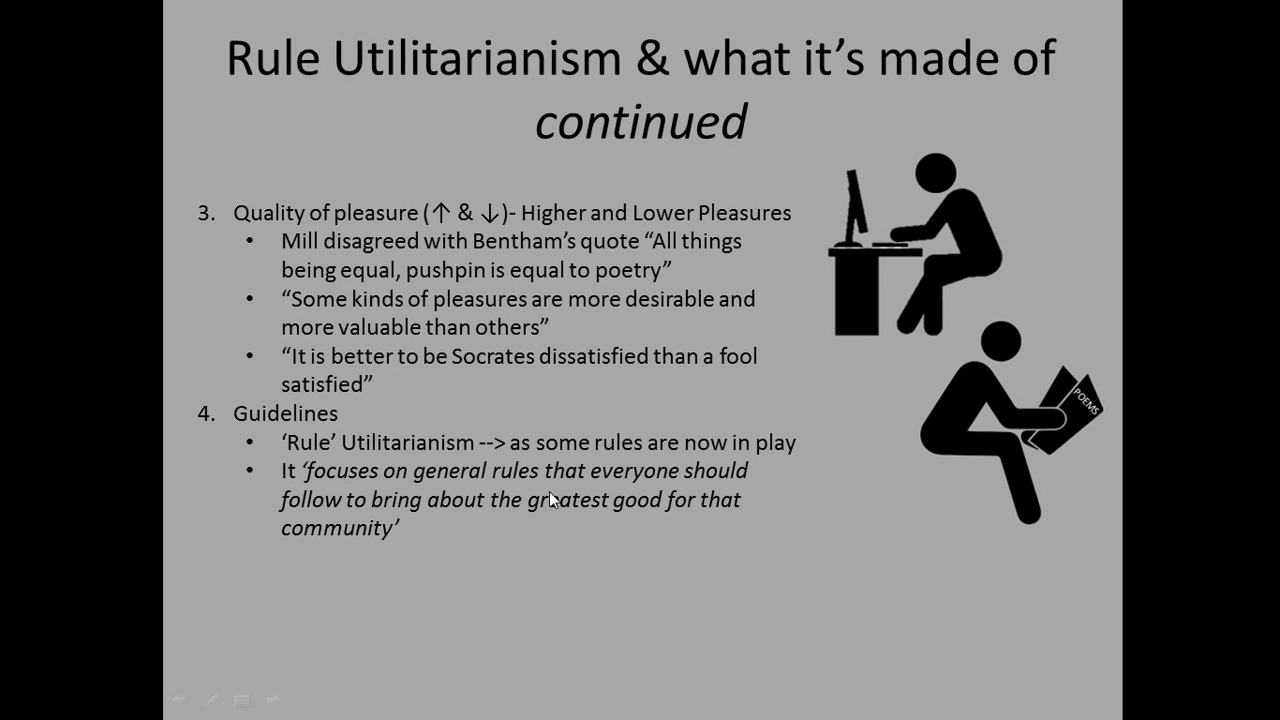 Rule Utilitarianism & what it’s made of
continued
3. Quality of pleasure (↑ & ↓)- Higher and Lower Pleasures
• Mill disagreed with Bentham’s quote “All things
being equal, pushpin is equal to poetry”
• “Some kinds of pleasures are more desirable and
more valuable than others”
• “It is better to be Socrates dissatisfied than a fool
satisfied”
POEMS
4. Guidelines
• ‘Rule’ Utilitarianism --> as some rules are now in play
• It ‘focuses on general rules that everyone should
follow to bring about the greatest good for that
community’